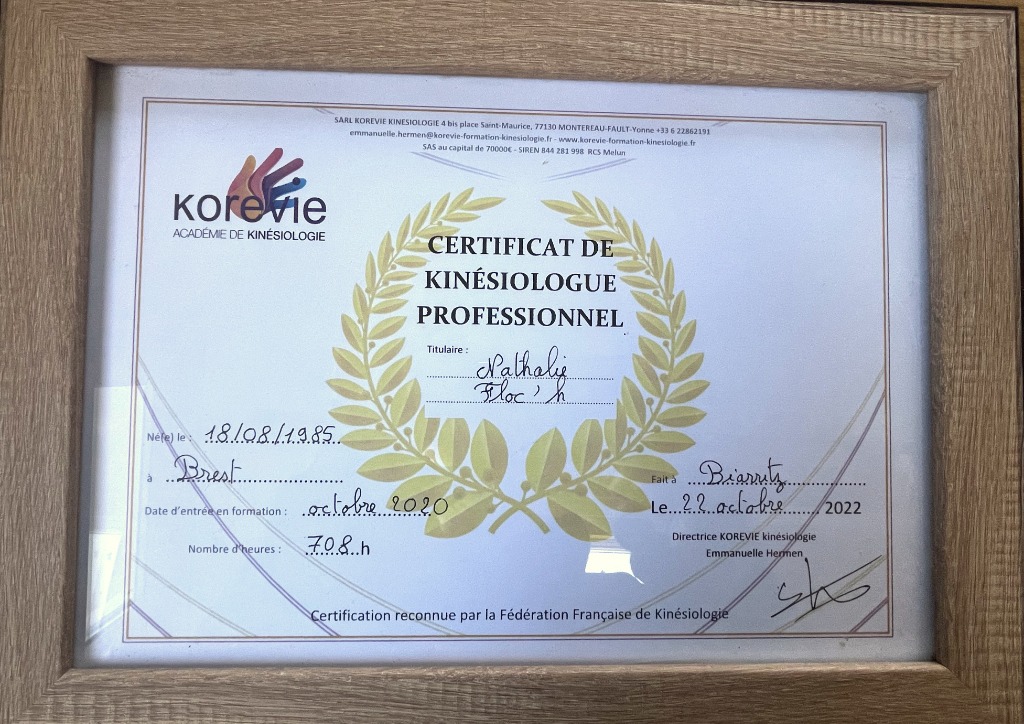 SARL KOREVIE KINESIOLOGIE 4 bis place Saint-Maurice, 77130 MONTEREAU-FAULT-Yonne +33 6 22862191
emmanuelle.hermen@korevie-formation-kinesiologie.fr - www.korevie-formation-kinesiologie.fr
SAS au capital de 70000€ - SIREN 844 281 998 RCS Melun
korevie
ACADÉMIE DE KINÉSIOLOGIE
CERTIFICAT DE
KINÉSIOLOGUE
PROFESSIONNEL
Titulaire :
Nathalie
Floc'h
Né(e) le : 18/08/1985
à Brest
Date d'entrée en formation : octobre 2020
Nombre d'heures : 708 h
Fait à Biarritz
Le 22 octobre 2022
Directrice KOREVIE kinésiologie
Emmanuelle Hermen
Certification reconnue par la Fédération Française de Kinésiologie